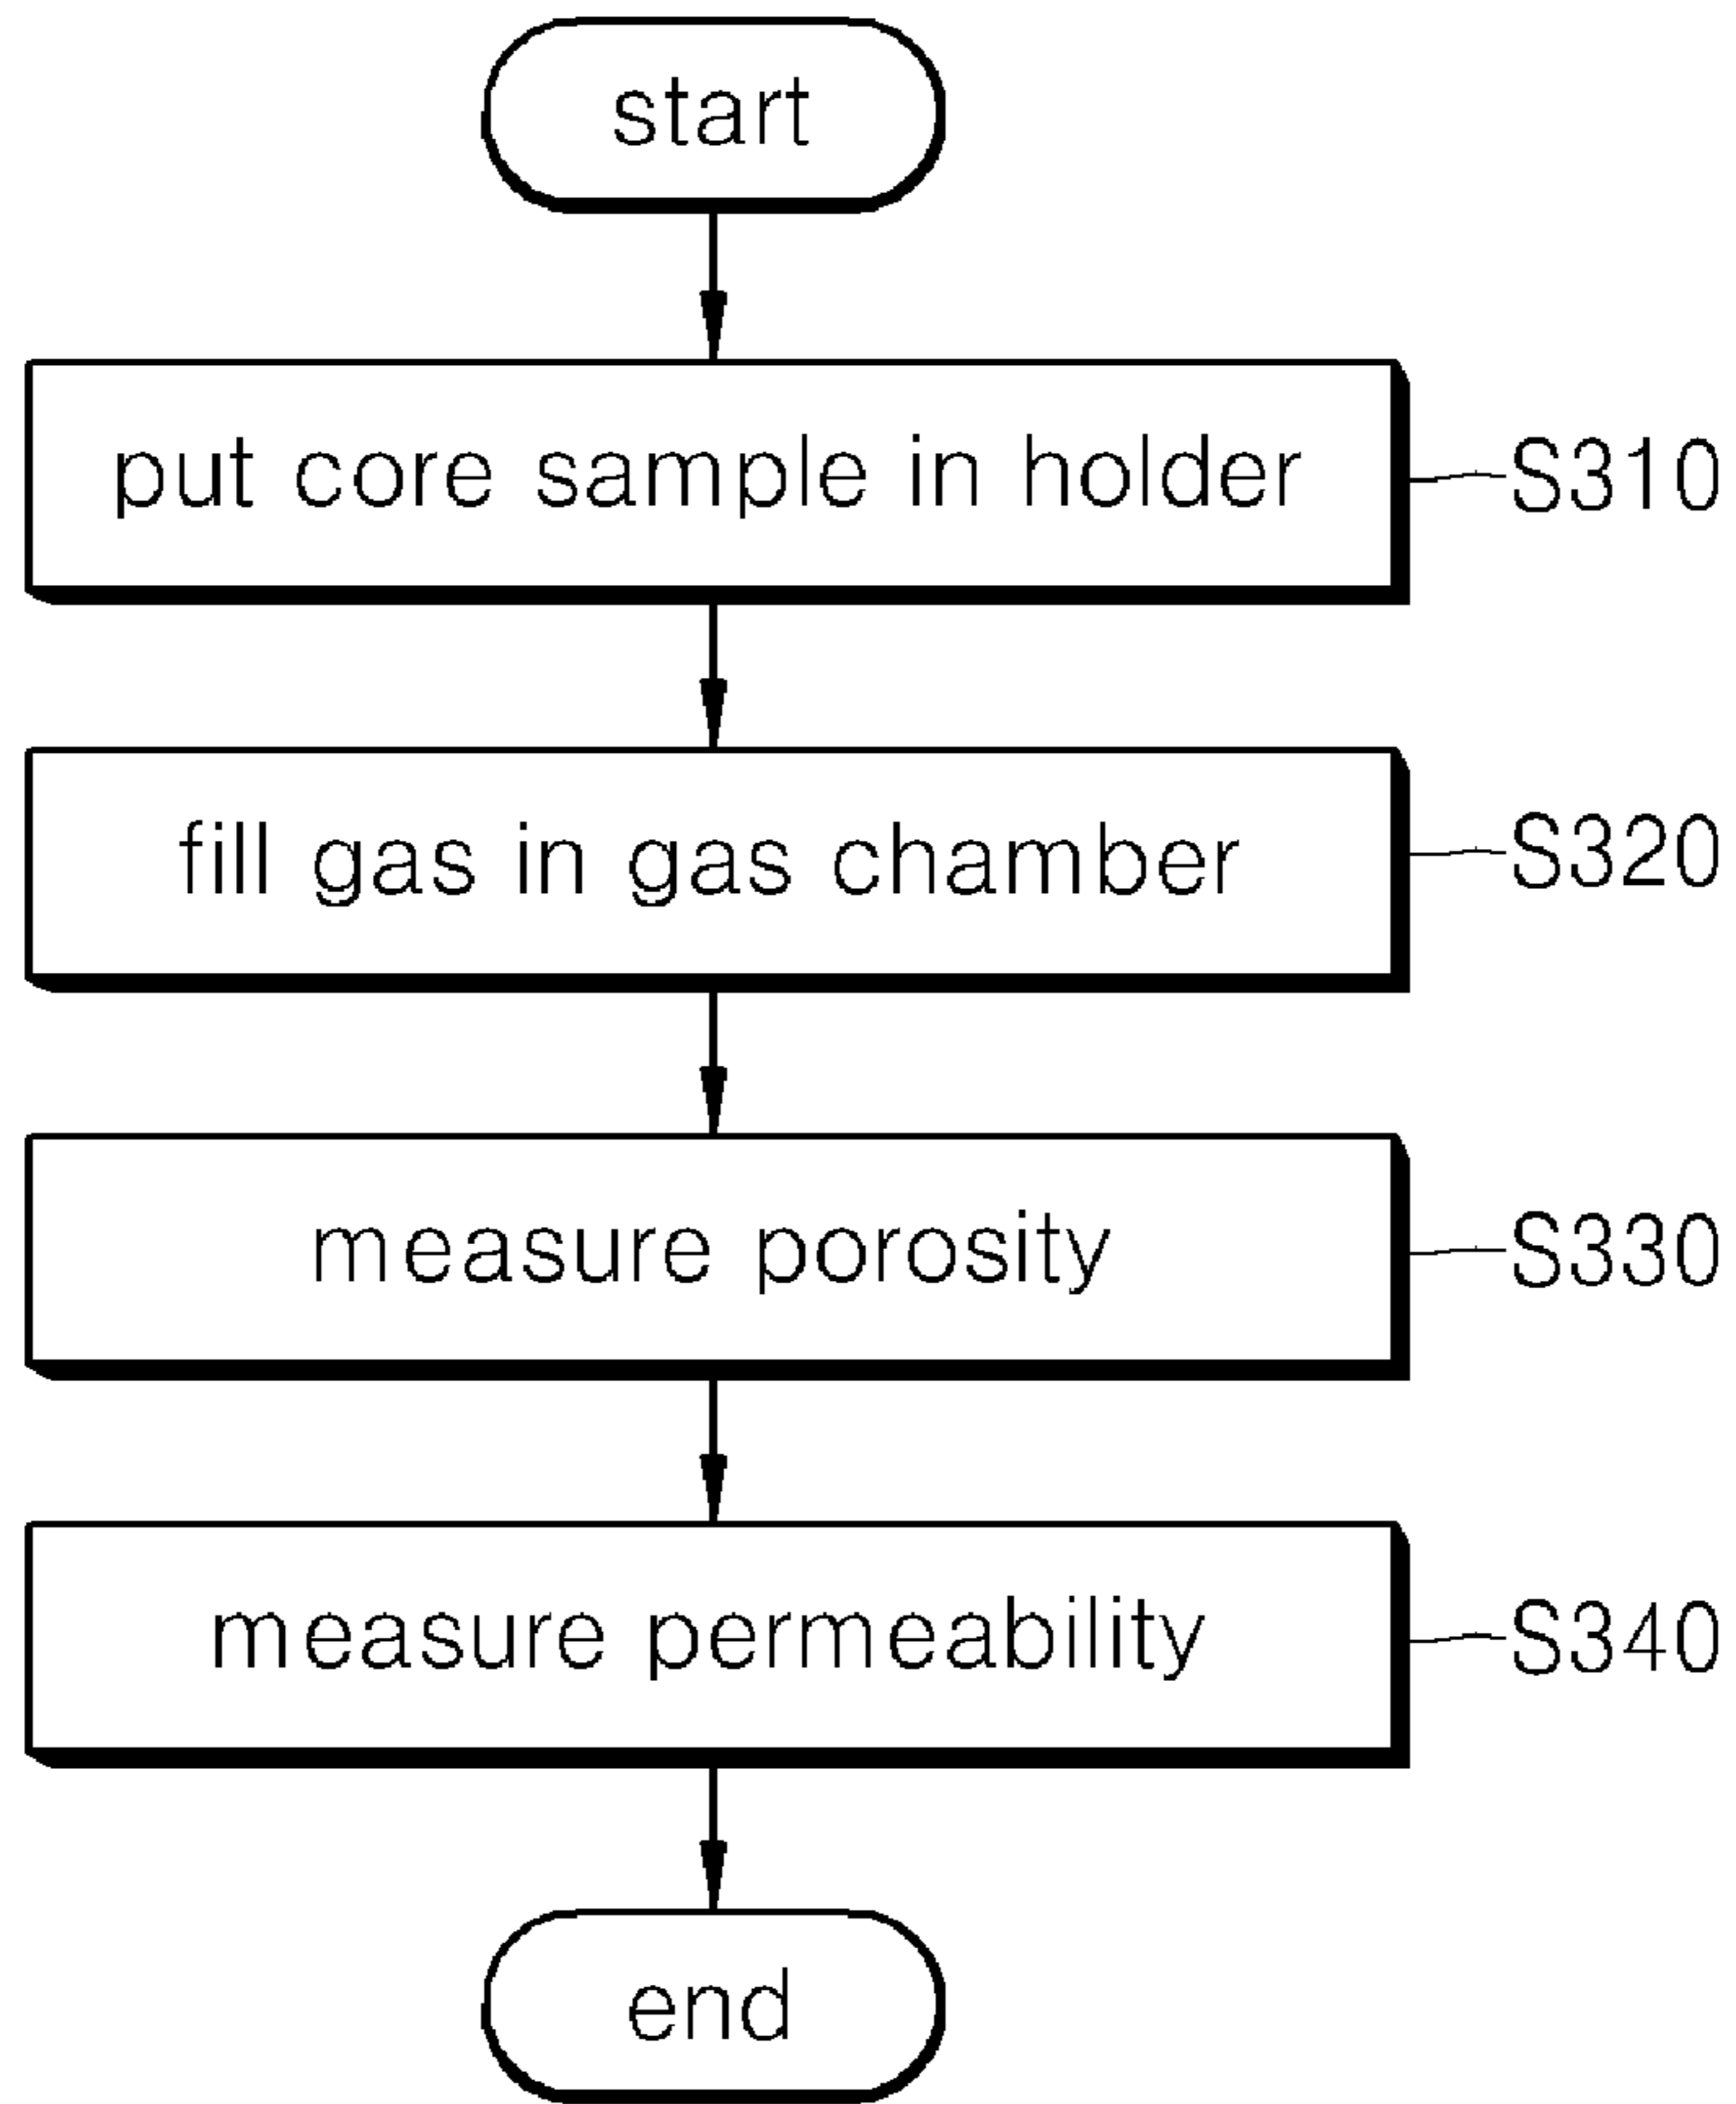 start
put core sample in holder S310
fill gas in gas chamber S320
measure porosity S330
measure permeability S340
end